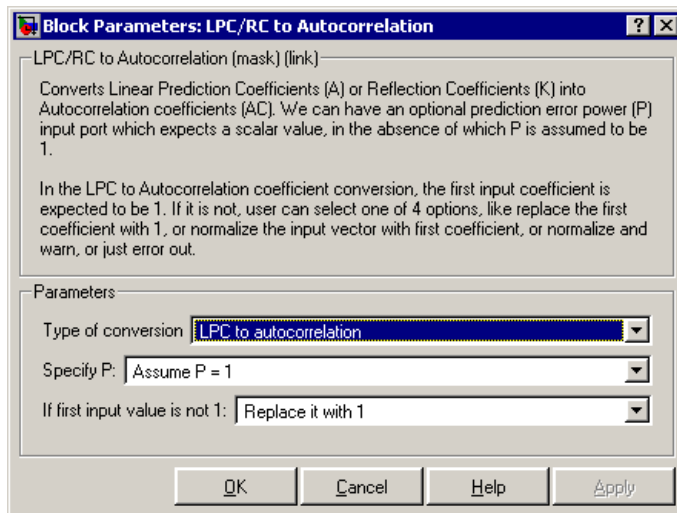 Block Parameters: LPC/RC to Autocorrelation
LPC/RC to Autocorrelation (mask) (link)
Converts Linear Prediction Coefficients (A) or Reflection Coefficients (K) into
Autocorrelation coefficients (AC). We can have an optional prediction error power (P)
input port which expects a scalar value, in the absence of which P is assumed to be
1.
In the LPC to Autocorrelation coefficient conversion, the first input coefficient is
expected to be 1. If it is not, user can select one of 4 options, like replace the first
coefficient with 1, or normalize the input vector with first coefficient, or normalize and
warn, or just error out.
Parameters
Type of conversion LPC to autocorrelation
Specify P: Assume P = 1
If first input value is not 1: Replace it with 1
OK Cancel Help Apply